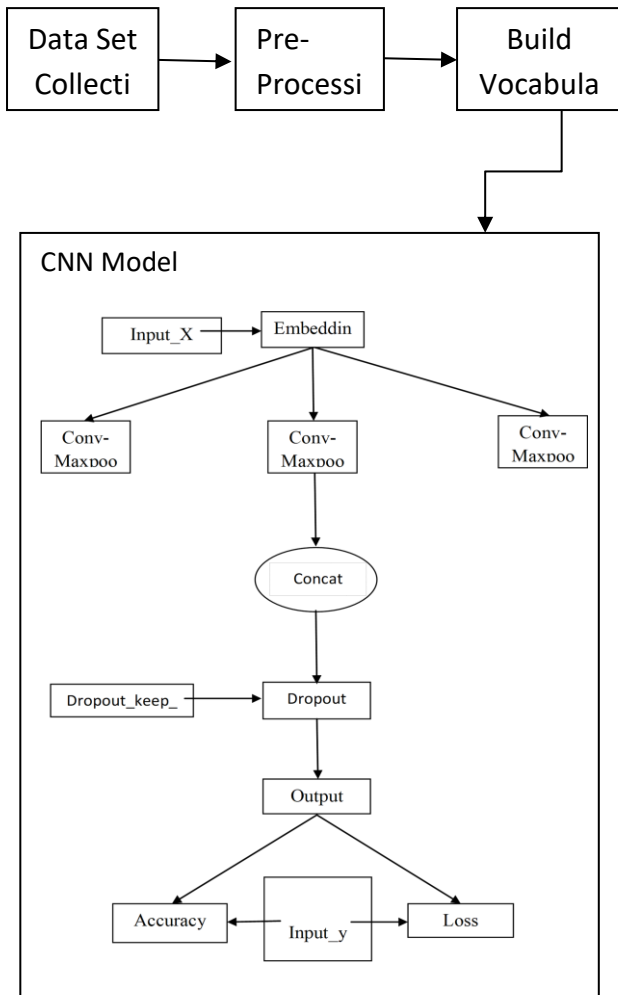 Data Set
Collecti
Pre-
Processi
Build
Vocabula
CNN Model
Input_X
Embeddin
Conv-
Maxpoo
Conv-
Maxpoo
Conv-
Maxpoo
Concat
Dropout_keep_
Dropout
Output
Accuracy
Input_y
Loss